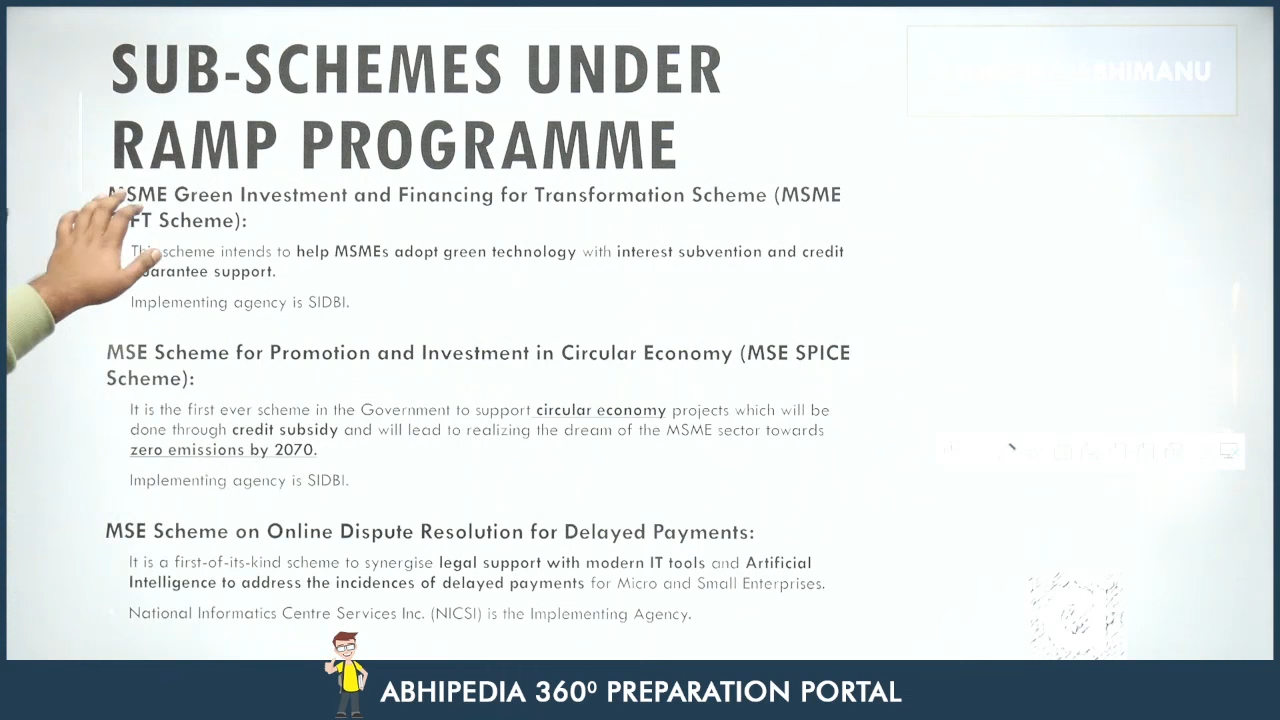 SUB-SCHEMES UNDER
RAMP PROGRAMME
MSME Green Investment and Financing for Transformation Scheme (MSME
FT Scheme):
This scheme intends to help MSMEs adopt green technology with interest subvention and credit
guarantee support.
Implementing agency is SIDBI.
MSE Scheme for Promotion and Investment in Circular Economy (MSE SPICE
Scheme):
It is the first ever scheme in the Government to support circular economy projects which will be
done through credit subsidy and will lead to realizing the dream of the MSME sector towards
zero emissions by 2070.
Implementing agency is SIDBI.
MSE Scheme on Online Dispute Resolution for Delayed Payments:
It is a first-of-its-kind scheme to synergise legal support with modern IT tools and Artificial
Intelligence to address the incidences of delayed payments for Micro and Small Enterprises.
National Informatics Centre Services Inc. (NICSI) is the Implementing Agency.
ABHIPEDIA 360⁰ PREPARATION PORTAL